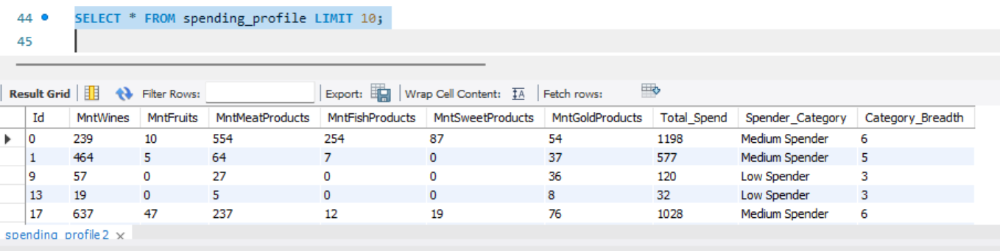 44 SELECT * FROM spending_profile LIMIT 10;
45
Result Grid Filter Rows: Export: Wrap Cell Content: IA Fetch rows:
Id MntWines MntFruits MntMeatProducts MntFishProducts MntSweetProducts MntGoldProducts Total_Spend Spender_Category Category_Breadth
0 239 10 554 254 87 54 1198 Medium Spender 6
1 464 5 64 7 0 37 577 Medium Spender 5
9 57 0 27 0 0 36 120 Low Spender 3
13 19 0 5 0 0 8 32 Low Spender 3
17 637 47 237 12 19 76 1028 Medium Spender 6
spending_profile 2